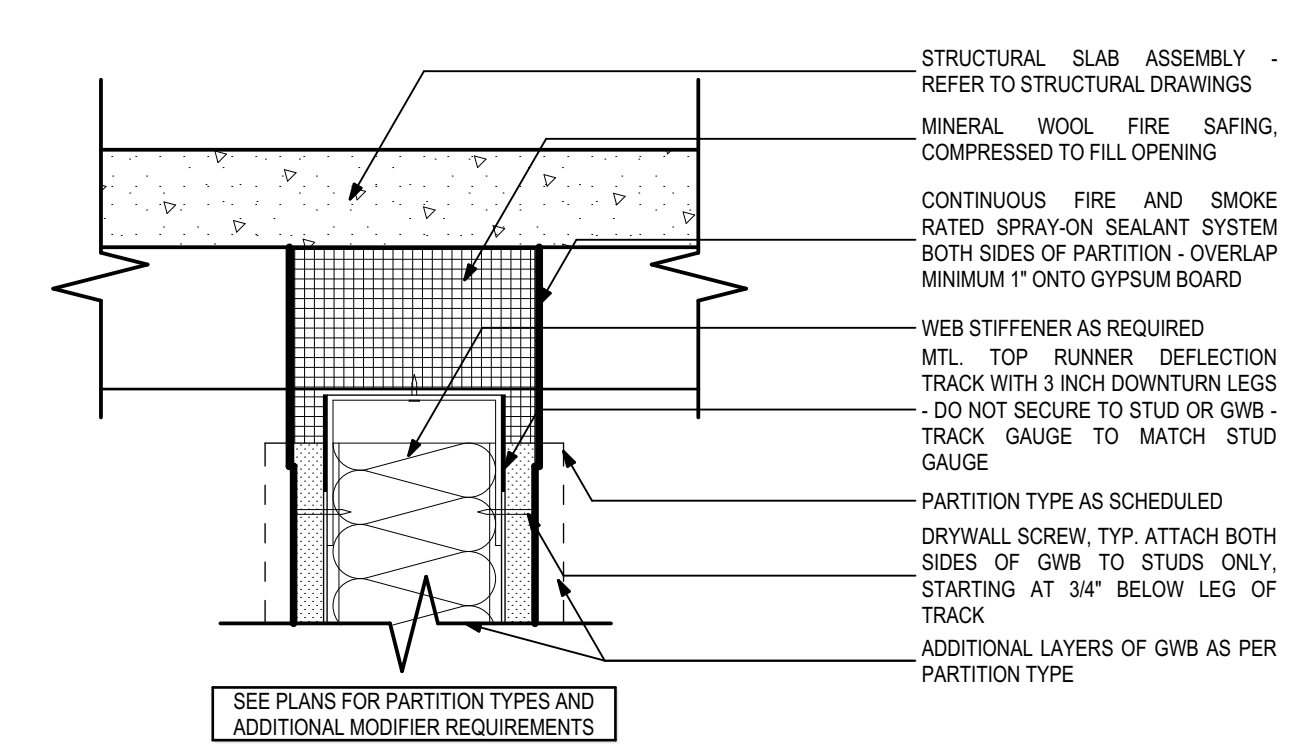 STRUCTURAL SLAB ASSEMBLY -
REFER TO STRUCTURAL DRAWINGS
MINERAL WOOL FIRE SAFING,
COMPRESSED TO FILL OPENING
CONTINUOUS FIRE AND SMOKE
RATED SPRAY-ON SEALANT SYSTEM
BOTH SIDES OF PARTITION - OVERLAP
MINIMUM 1" ONTO GYPSUM BOARD
WEB STIFFENER AS REQUIRED
MTL. TOP RUNNER DEFLECTION
TRACK WITH 3 INCH DOWNTURN LEGS
- DO NOT SECURE TO STUD OR GWB -
TRACK GAUGE TO MATCH STUD
GAUGE
PARTITION TYPE AS SCHEDULED
DRYWALL SCREW, TYP. ATTACH BOTH
SIDES OF GWB TO STUDS ONLY,
STARTING AT 3/4" BELOW LEG OF
TRACK
ADDITIONAL LAYERS OF GWB AS PER
PARTITION TYPE
SEE PLANS FOR PARTITION TYPES AND
ADDITIONAL MODIFIER REQUIREMENTS